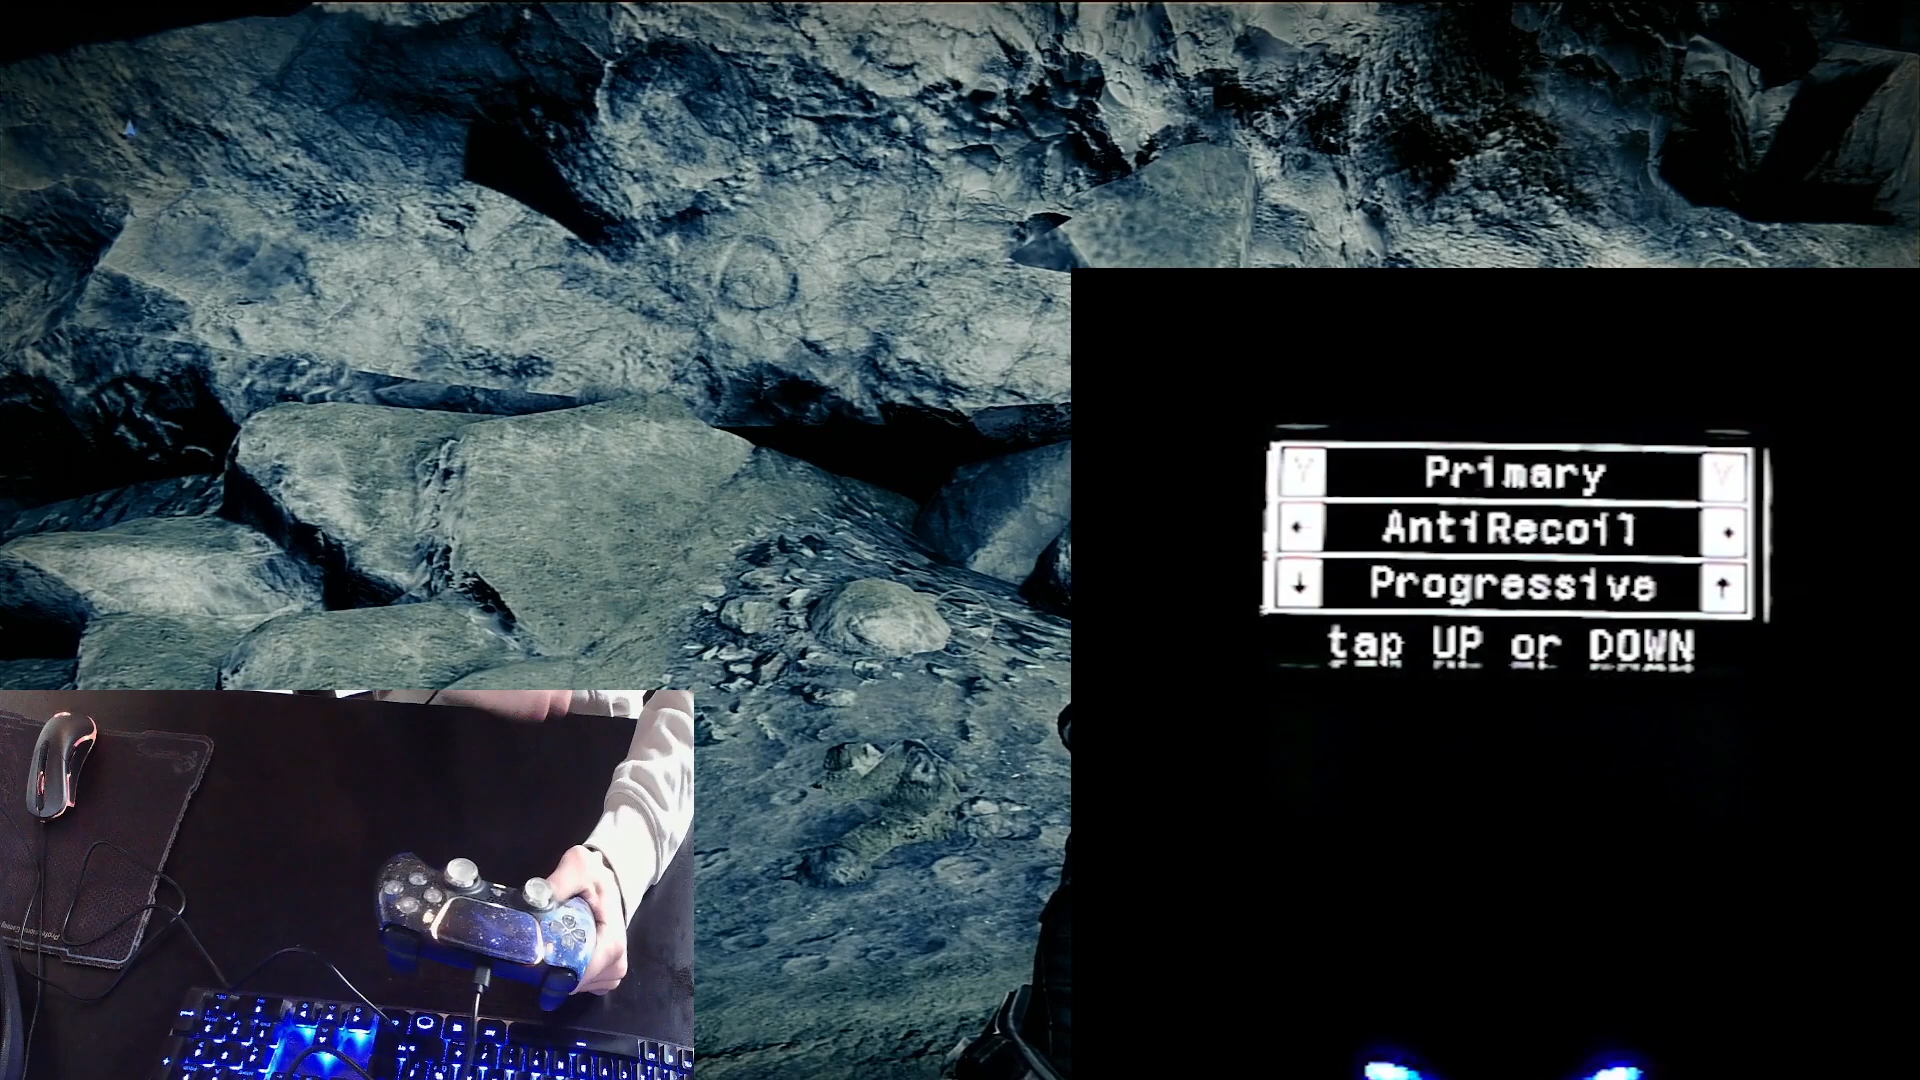 Y Primary Y
← AntiRecoil
↓ Progressive ↑
tap UP or DOWN